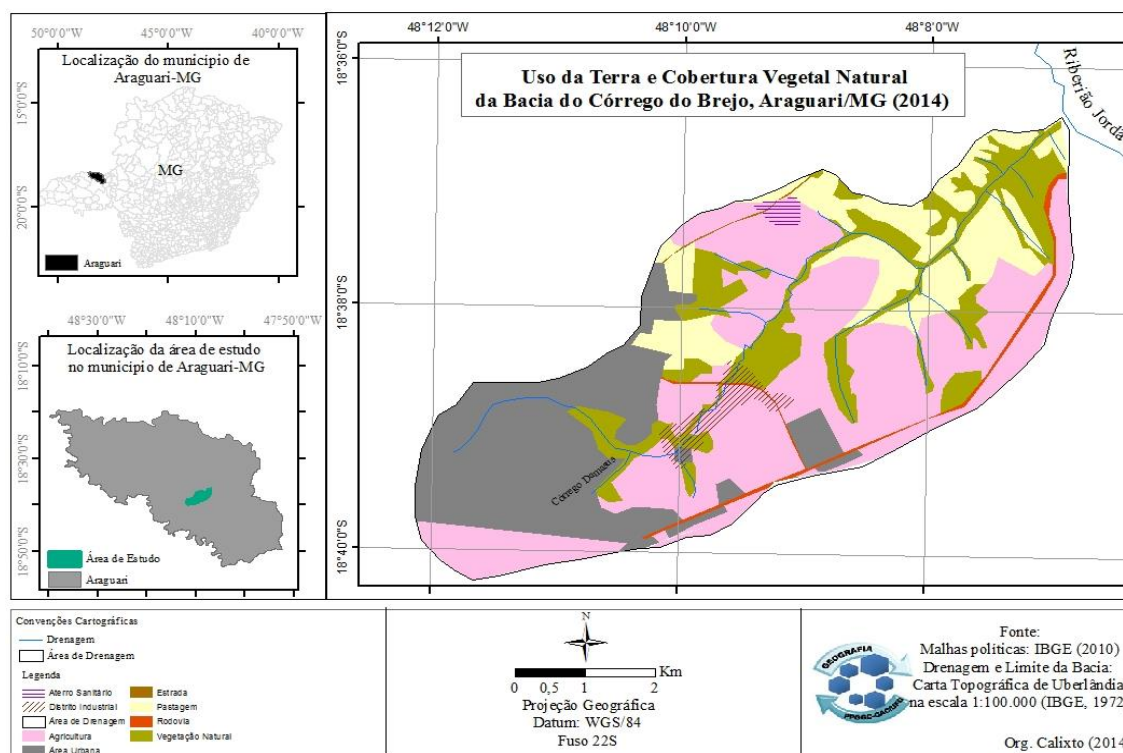 50°0'0"W
45°0'0"W
40°0'0"W
Localização do municipio de
Araguari-MG
15°0'0"S
20°0'0"S
MG
Araguari
48°30'0"W
48°10'0"W
47°50'0"W
Localização da área de estudo
no municipio de Araguari-MG
18°10'0"S
18°30'0"S
18°50'0"S
Área de Estudo
Araguari
48°12'0"W
48°10'0"W
48°8'0"W
18°36'0"S
18°38'0"S
18°40'0"S
Uso da Terra e Cobertura Vegetal Natural
da Bacia do Córrego do Brejo, Araguari/MG (2014)
Ribeirião Jordã
Córrego
Convenções Cartográficas
Drenagem
Área de Drenagem
Legenda
Aterro Sanitário
Distrito Industrial
Área de Drenagem
Agricultura
Área Urbana
Estrada
Pastagem
Rodovia
Vegetação Natural
N
Km
0 0,5 1 2
Projeção Geográfica
Datum: WGS/84
Fuso 22S
GEOGRAFIA
Fonte:
Malhas politicas: IBGE (2010)
Drenagem e Limite da Bacia:
Carta Topográfica de Uberlândia
na escala 1:100.000 (IBGE, 1972
Org. Calixto (2014